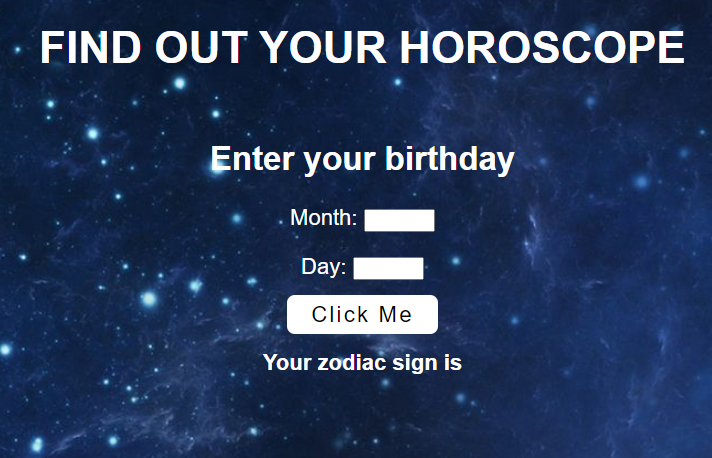 FIND OUT YOUR HOROSCOPE
Enter your birthday
Month:
Day:
Click Me
Your zodiac sign is